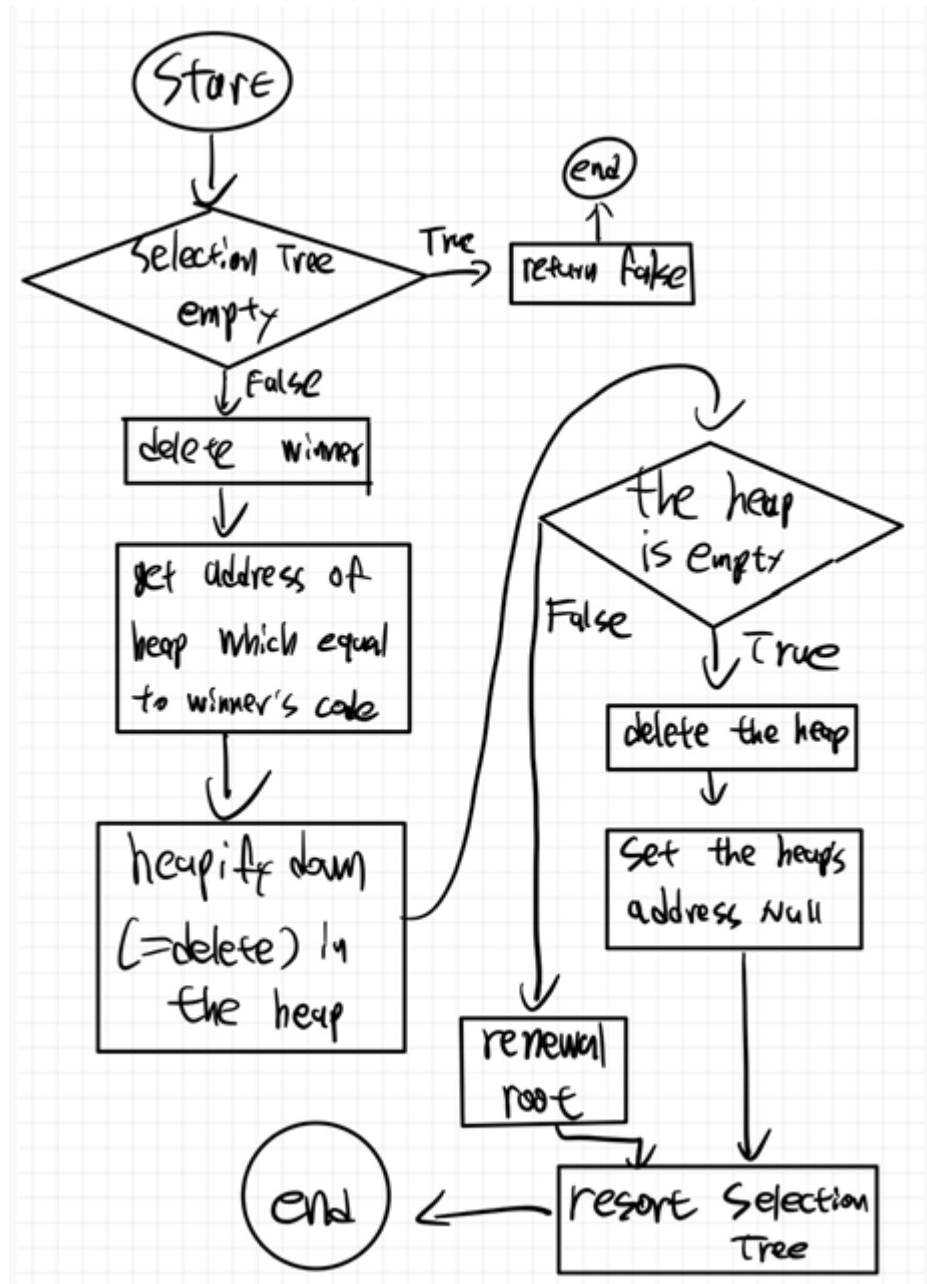 Start
Selection Tree
empty
True
return false
end
False
delete winner
get address of
heap which equal
to winner's code
heapify down
(=delete) in
the heap
the heap
is empty
False
True
delete the heap
Set the heap's
address Null
renewal
root
resort Selection
Tree
end